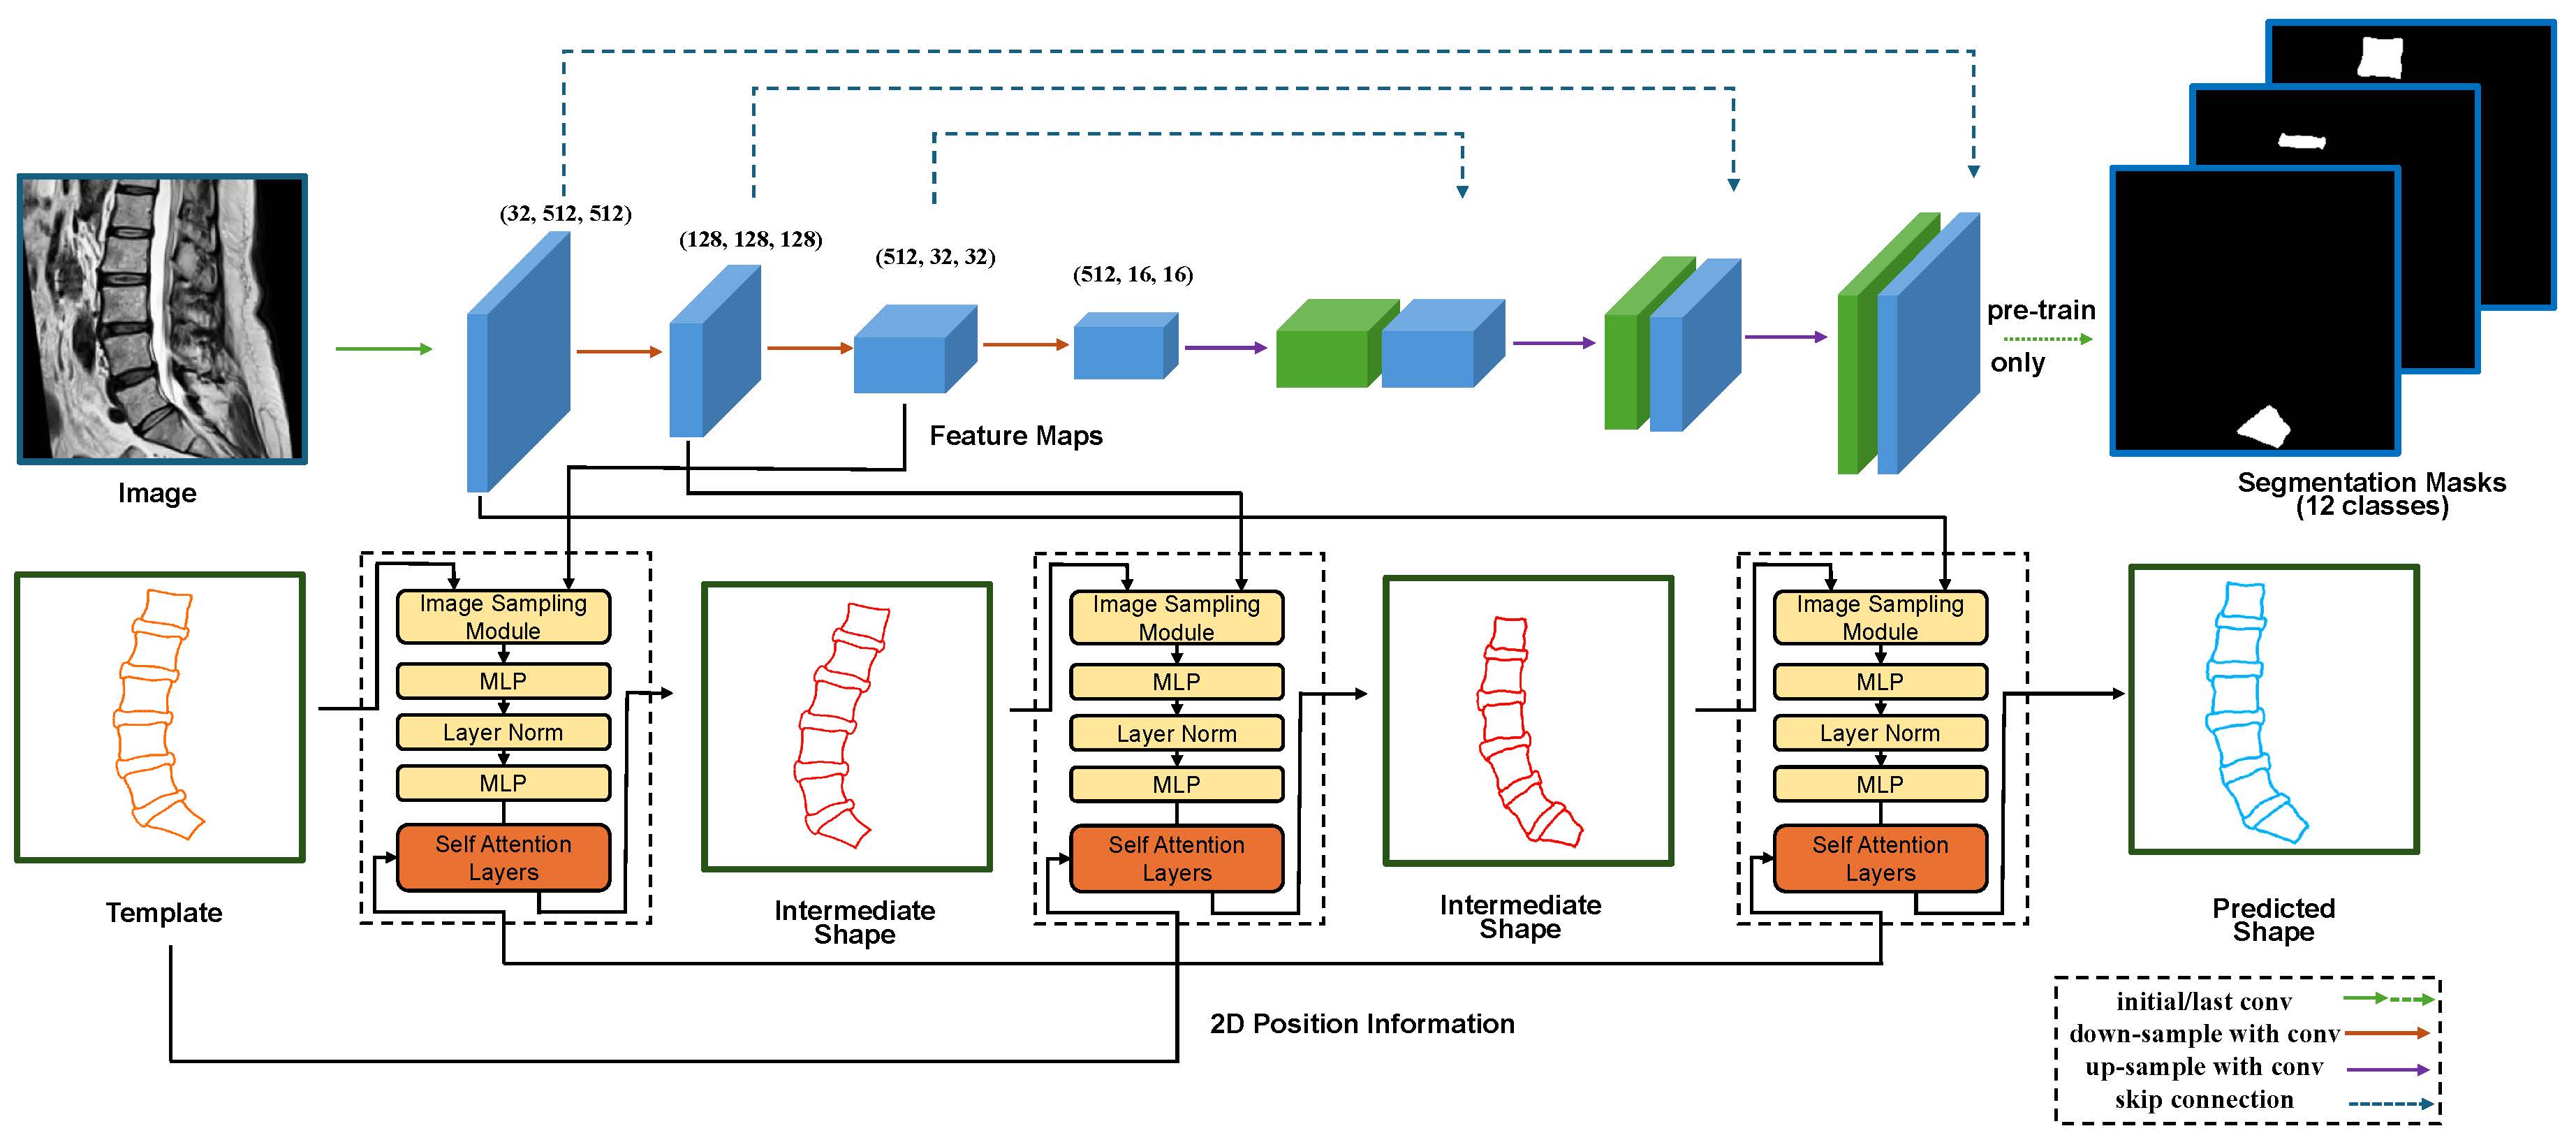 (32, 512, 512)
(128, 128, 128)
(512, 32, 32)
(512, 16, 16)
pre-train
only
Image
Feature Maps
Segmentation Masks
(12 classes)
Image Sampling
Module
MLP
Layer Norm
MLP
Self Attention
Layers
Image Sampling
Module
MLP
Layer Norm
MLP
Self Attention
Layers
Image Sampling
Module
MLP
Layer Norm
MLP
Self Attention
Layers
Template
Intermediate
Shape
Intermediate
Shape
Predicted
Shape
2D Position Information
initial/last conv
down-sample with conv
up-sample with conv
skip connection